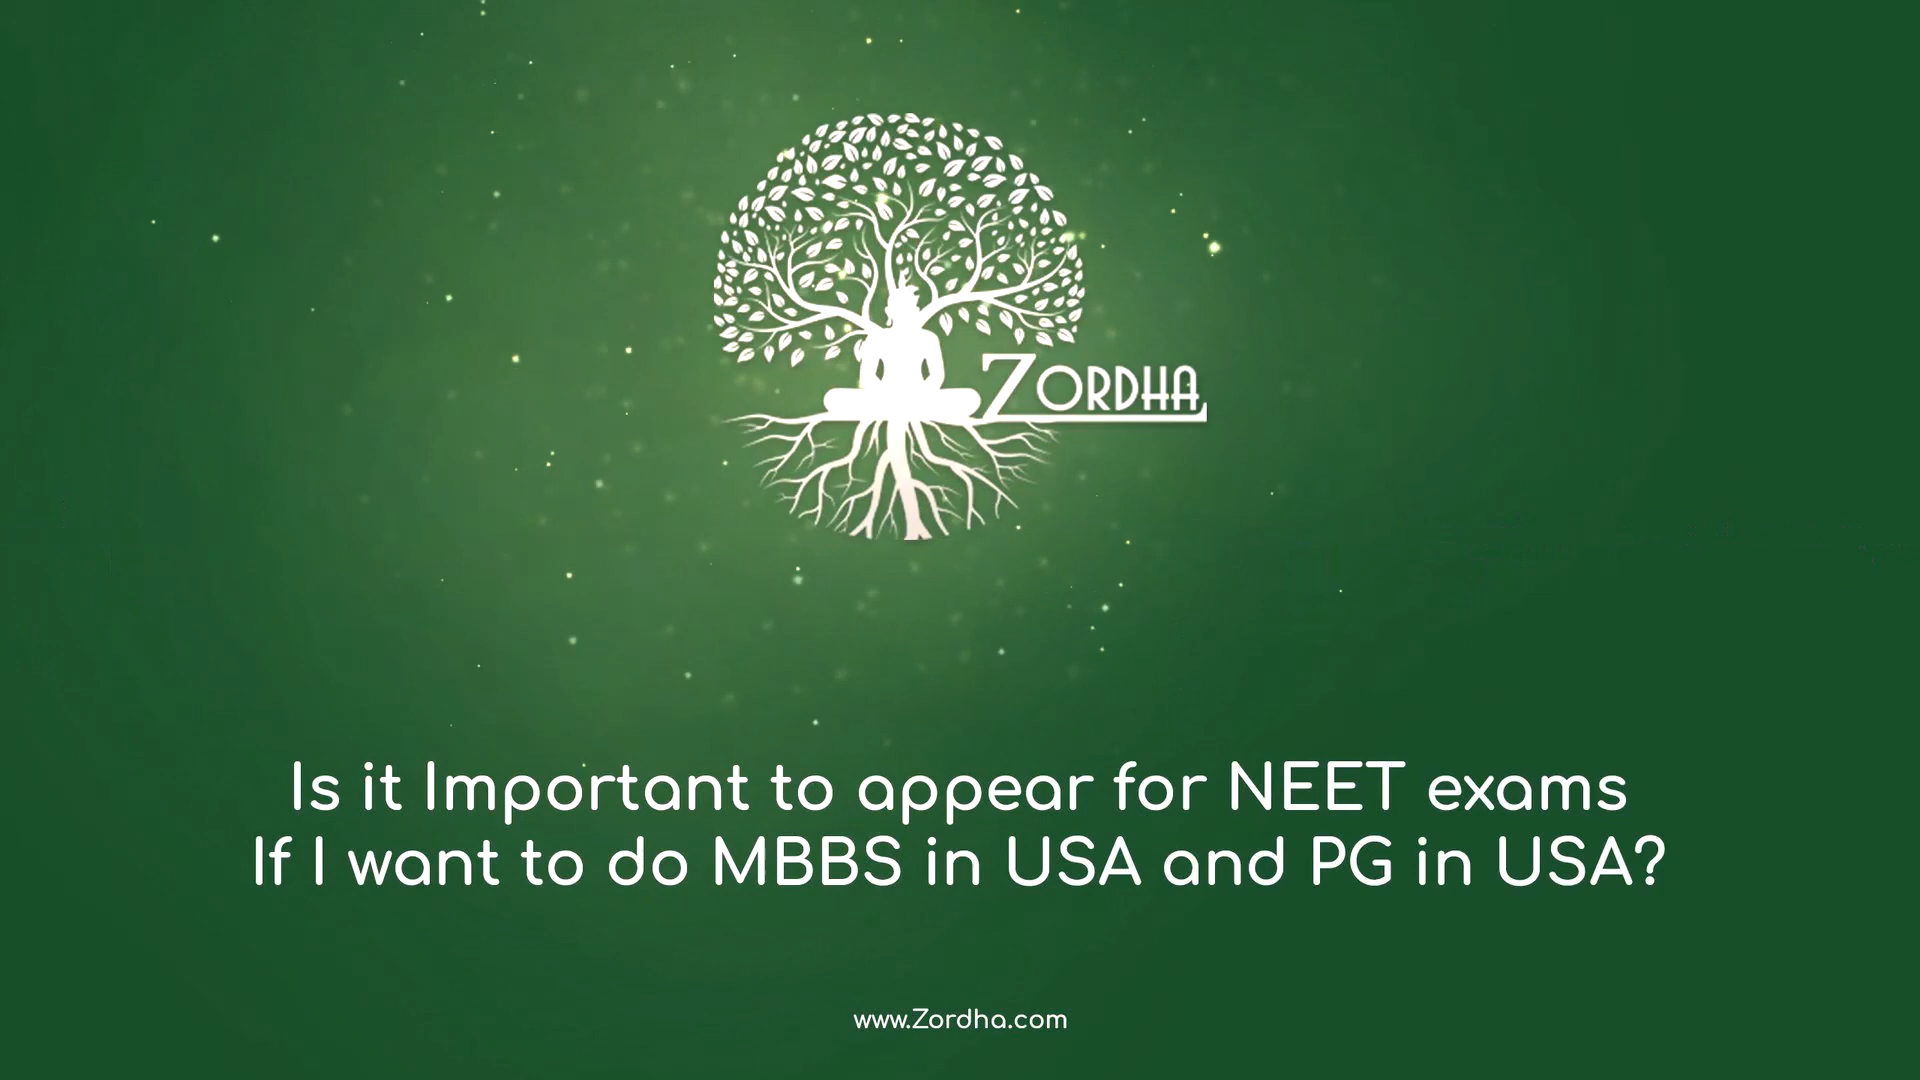 ZORDHA
Is it Important to appear for NEET exams
If I want to do MBBS in USA and PG in USA?
www.Zordha.com